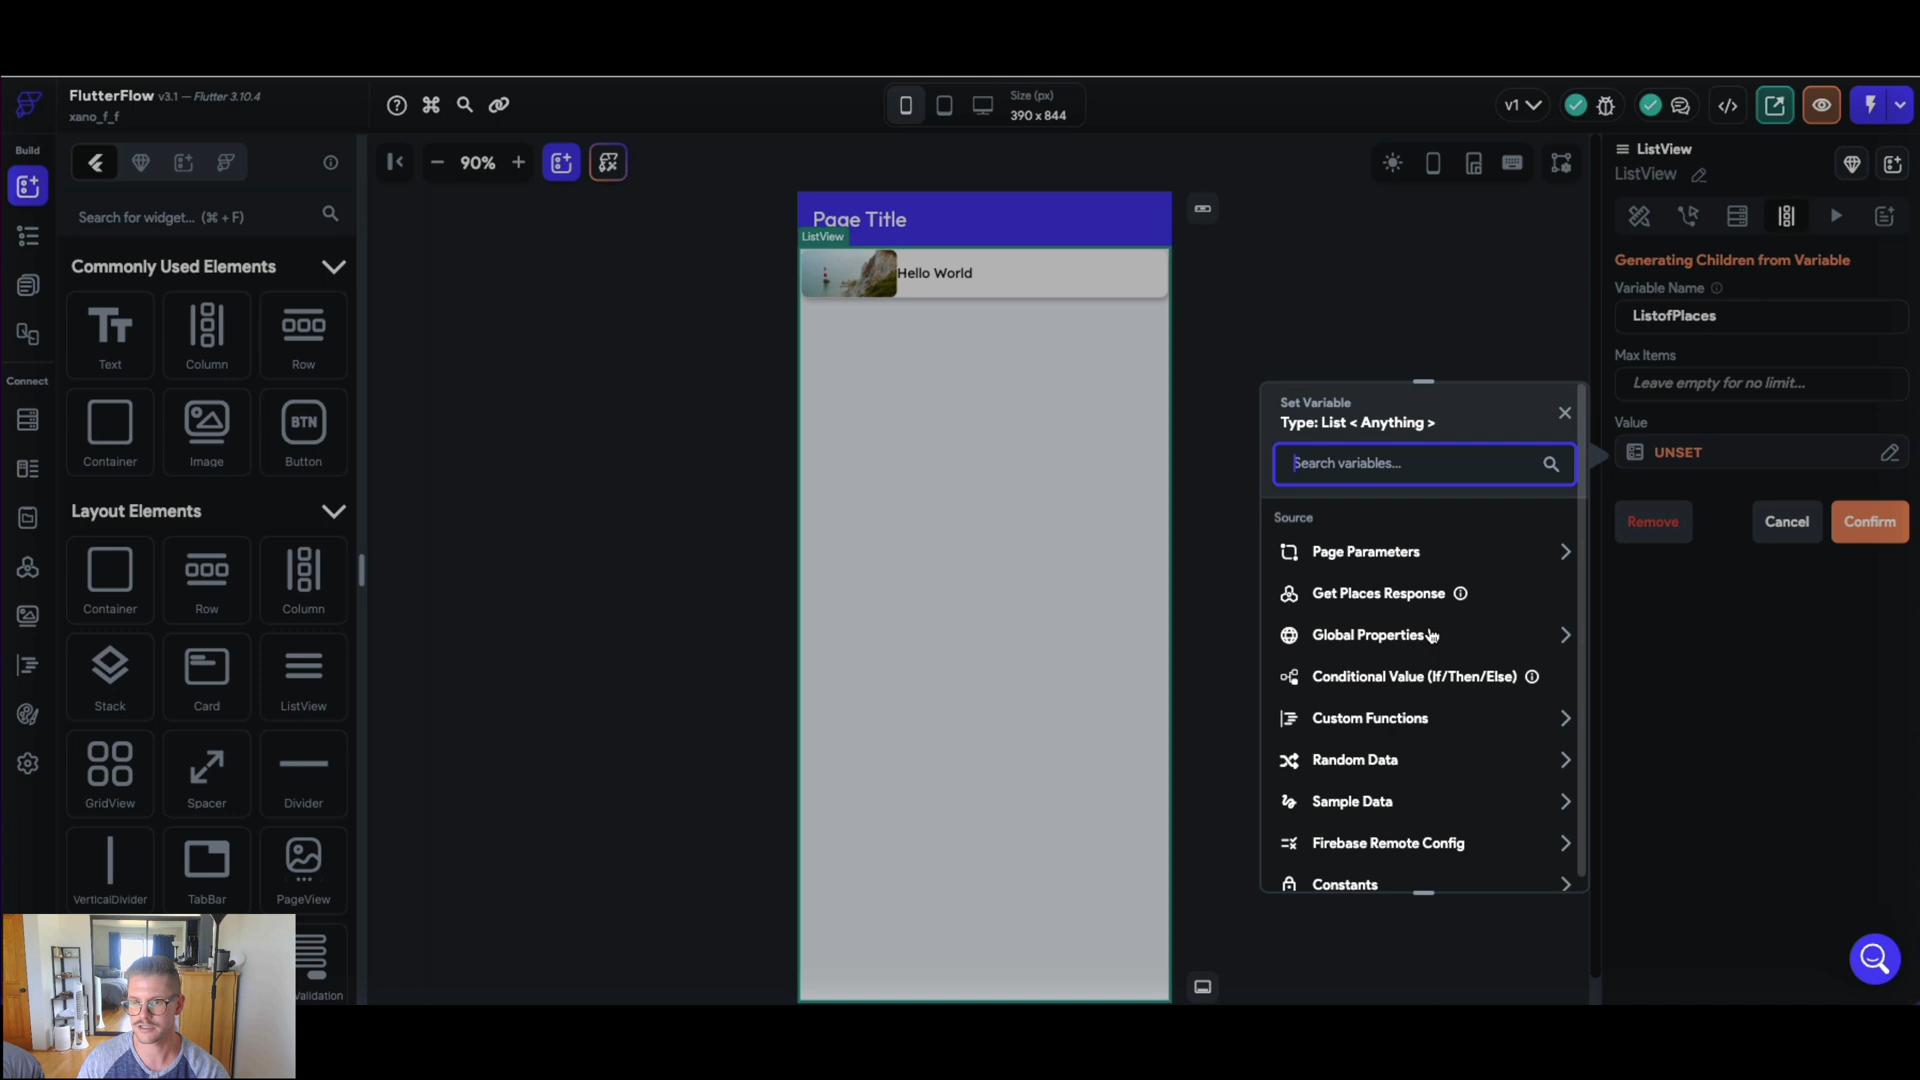 FlutterFlow v3.1 — Flutter 3.10.4
xano_f_f
Size (px)
390 x 844
v1
Build
Connect
90%
Search for widget... (⌘ + F)
Commonly Used Elements
Text
Column
Row
Container
Image
BTN
Button
Layout Elements
Container
Row
Column
Stack
Card
ListView
GridView
Spacer
Divider
VerticalDivider
TabBar
PageView
Validation
Page Title
ListView
Hello World
Set Variable
Type: List < Anything >
Search variables...
Source
Page Parameters
Get Places Response
Global Properties
Conditional Value (If/Then/Else)
Custom Functions
Random Data
Sample Data
Firebase Remote Config
Constants
ListView
ListView
Generating Children from Variable
Variable Name
ListofPlaces
Max Items
Leave empty for no limit...
Value
UNSET
Remove
Cancel
Confirm